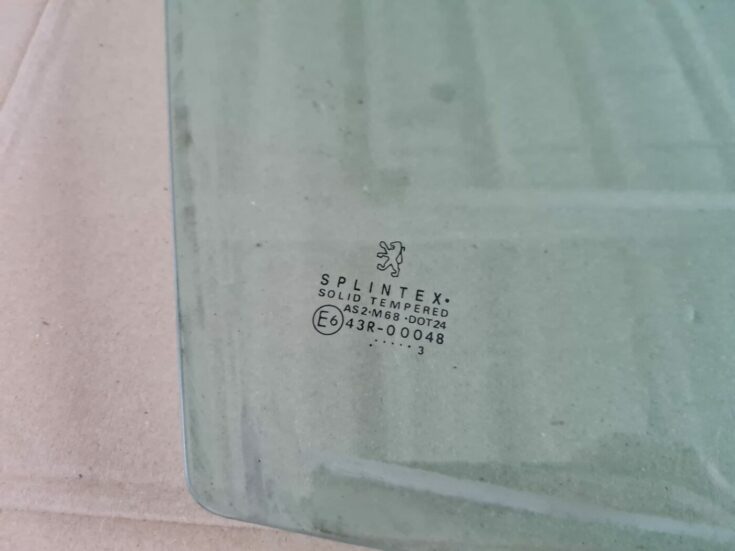 SPLINTEX•
SOLID TEMPERED
AS2•M68•DOT24
E6 43R-00048
• ····· 3